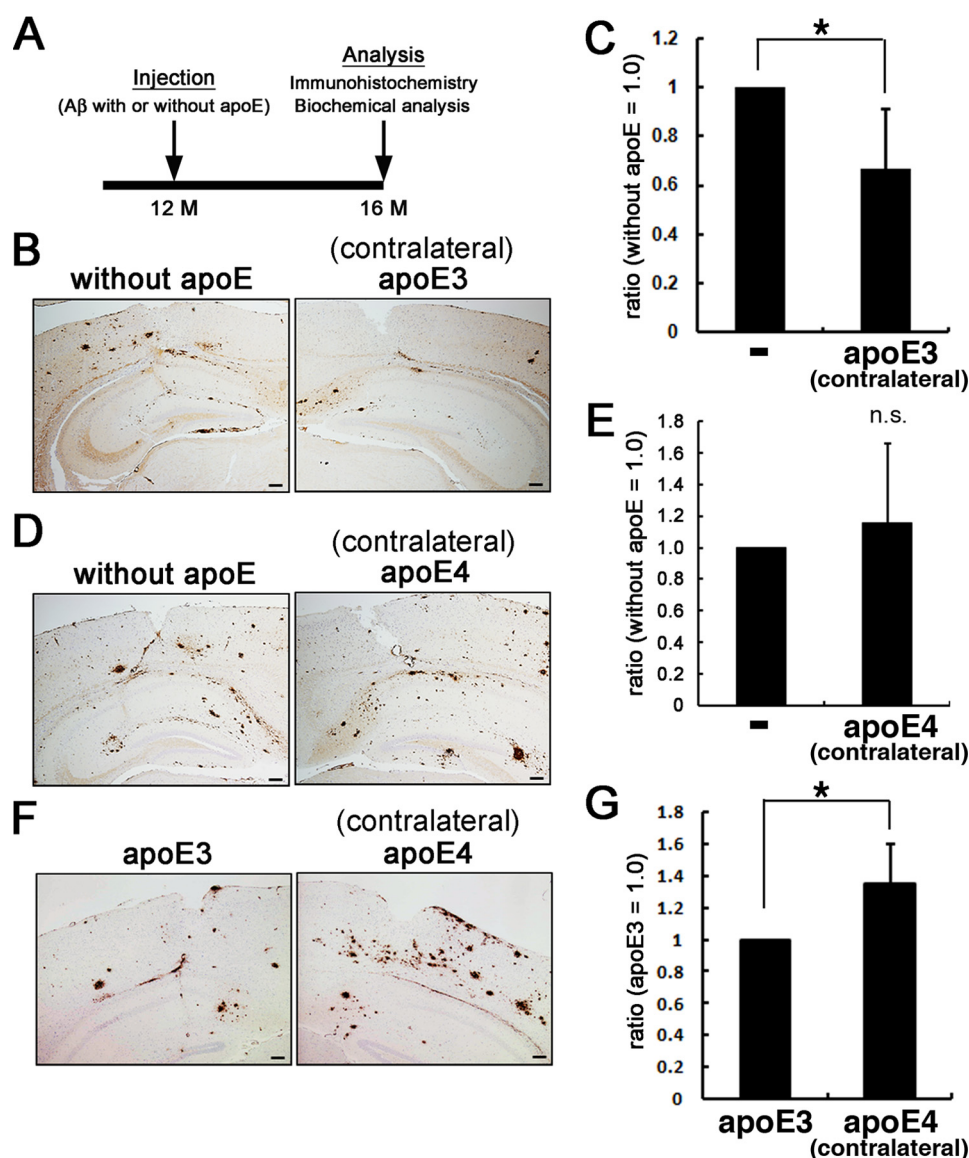 A
Injection
(Aβ with or without apoE)
Analysis
Immunohistochemistry
Biochemical analysis
12 M
16 M
B
without apoE
(contralateral)
apoE3
C
ratio (without apoE = 1.0)
1.2
1
0.8
0.6
0.4
0.2
0
*
-
apoE3
(contralateral)
D
without apoE
(contralateral)
apoE4
E
ratio (without apoE = 1.0)
1.8
1.6
1.4
1.2
1.0
0.8
0.6
0.4
0.2
0
n.s.
-
apoE4
(contralateral)
F
apoE3
(contralateral)
apoE4
G
ratio (apoE3 = 1.0)
1.8
1.6
1.4
1.2
1
0.8
0.6
0.4
0.2
0
*
apoE3
apoE4
(contralateral)